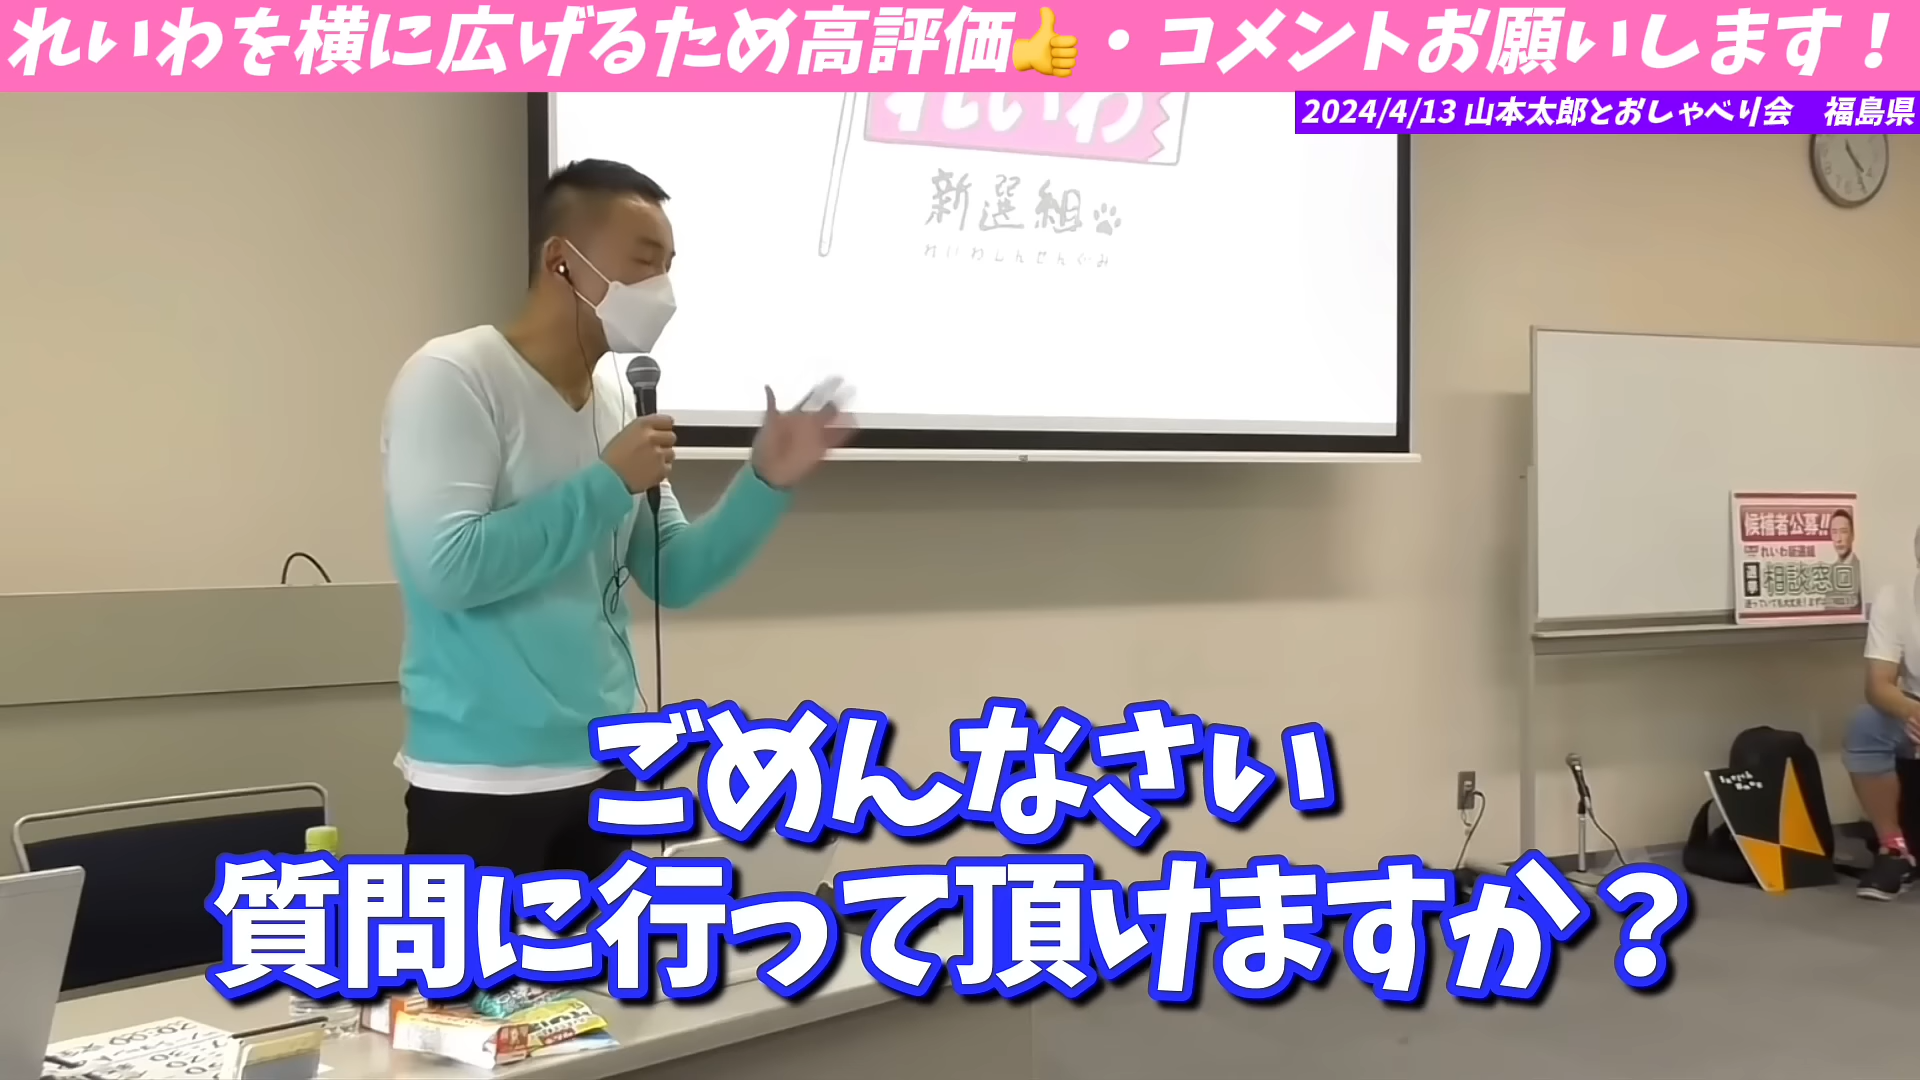 れいわを横に広げるため高評価👍・コメントお願いします！
2024/4/13 山本太郎とおしゃべり会　福島県
れいわ
新選組
れいわしんせんぐみ
候補者公募!!
れいわ新選組
選挙
相談窓口
ごめんなさい
質問に行って頂けますか？
20:00